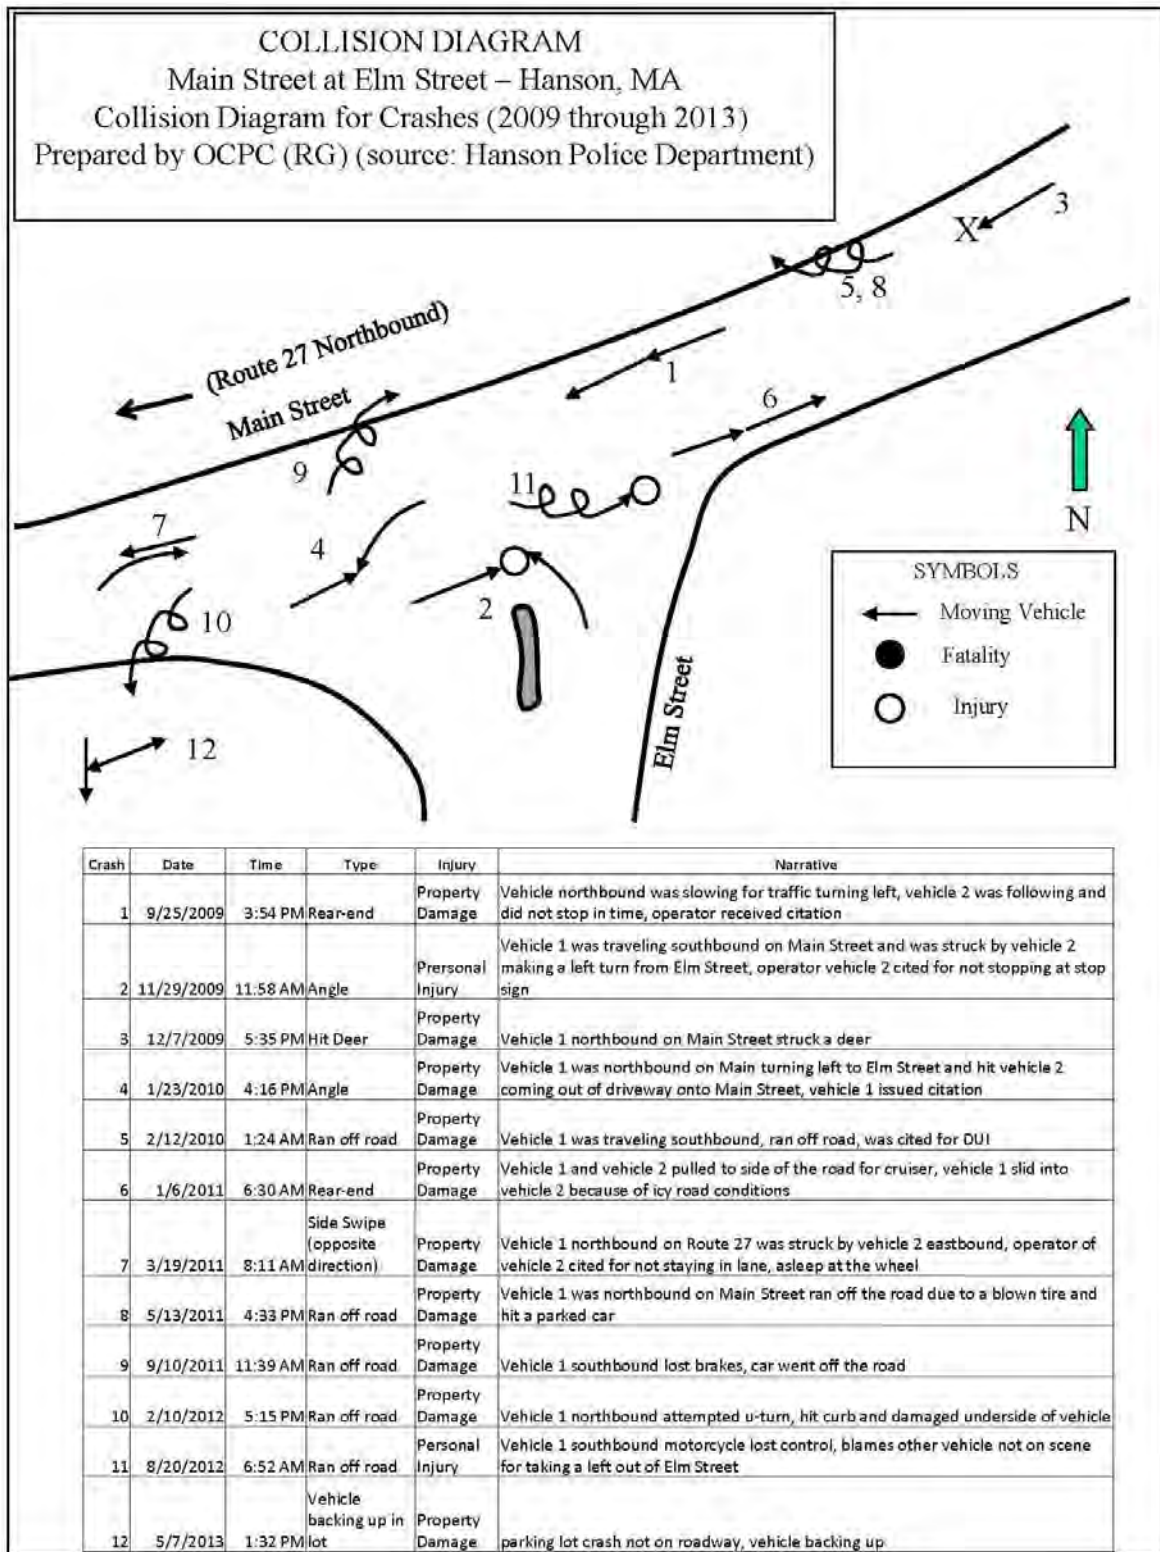 COLLISION DIAGRAM
Main Street at Elm Street – Hanson, MA
Collision Diagram for Crashes (2009 through 2013)
Prepared by OCPC (RG) (source: Hanson Police Department)
3
X
5, 8
(Route 27 Northbound)
1
Main Street
6
9
11
N
7
4
SYMBOLS
2
Moving Vehicle
10
Fatality
Elm Street
Injury
12
Crash Date Time Type Injury Narrative
Property
Vehicle northbound was slowing for traffic turning left, vehicle 2 was following and
1 9/25/2009 3:54 PM Rear-end Damage did not stop in time, operator received citation
Vehicle 1 was traveling southbound on Main Street and was struck by vehicle 2
Prersonal making a left turn from Elm Street, operator vehicle 2 cited for not stopping at stop
2 11/29/2009 11:58 AM Angle Injury sign
Property
3 12/7/2009 5:35 PM Hit Deer Damage Vehicle 1 northbound on Main Street struck a deer
Property Vehicle 1 was northbound on Main turning left to Elm Street and hit vehicle 2
4 1/23/2010 4:16 PM Angle Damage coming out of driveway onto Main Street, vehicle 1 issued citation
Property
5 2/12/2010 1:24 AM Ran off road Damage Vehicle 1 was traveling southbound, ran off road, was cited for DUI
Property Vehicle 1 and vehicle 2 pulled to side of the road for cruiser, vehicle 1 slid into
6 1/6/2011 6:30 AM Rear-end Damage vehicle 2 because of icy road conditions
Side Swipe
(opposite Property Vehicle 1 northbound on Route 27 was struck by vehicle 2 eastbound, operator of
7 3/19/2011 8:11 AM direction) Damage vehicle 2 cited for not staying in lane, asleep at the wheel
Property Vehicle 1 was northbound on Main Street ran off the road due to a blown tire and
8 5/13/2011 4:33 PM Ran off road Damage hit a parked car
Property
9 9/10/2011 11:39 AM Ran off road Damage Vehicle 1 southbound lost brakes, car went off the road
Property
10 2/10/2012 5:15 PM Ran off road Damage Vehicle 1 northbound attempted u-turn, hit curb and damaged underside of vehicle
Personal Vehicle 1 southbound motorcycle lost control, blames other vehicle not on scene
11 8/20/2012 6:52 AM Ran off road Injury for taking a left out of Elm Street
Vehicle
backing up in Property
12 5/7/2013 1:32 PM lot Damage parking lot crash not on roadway, vehicle backing up